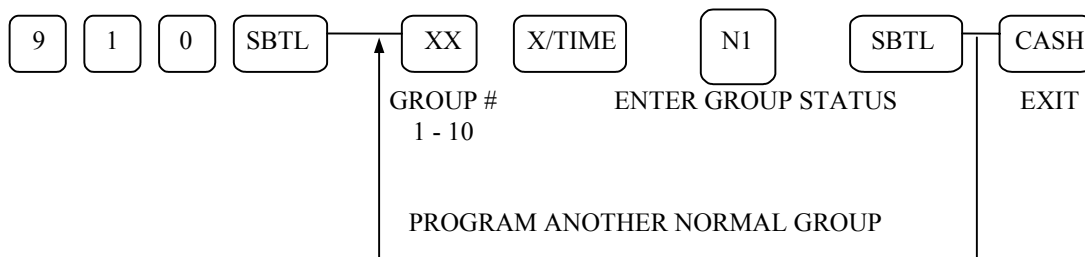 9 1 0 SBTL XX X/TIME N1 SBTL CASH
GROUP # ENTER GROUP STATUS EXIT
1 - 10
PROGRAM ANOTHER NORMAL GROUP